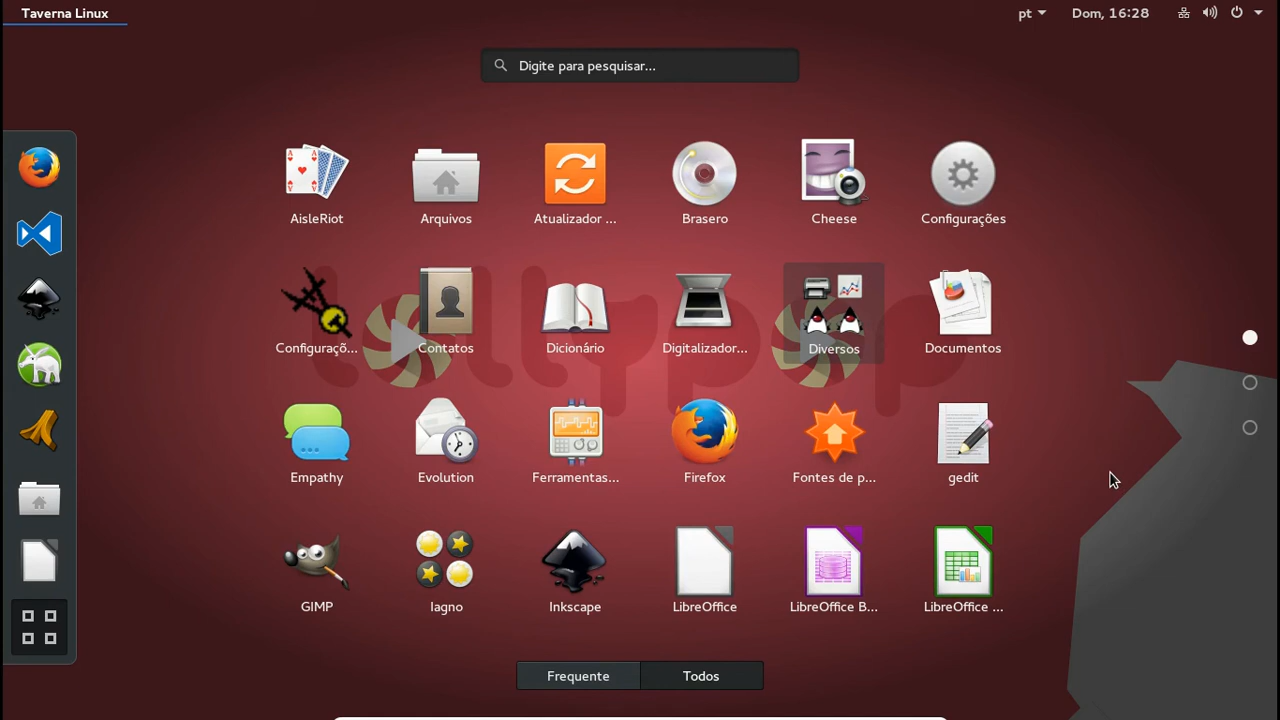 Taverna Linux
pt
Dom, 16:28
Digite para pesquisar...
AisleRiot
Arquivos
Atualizador ...
Brasero
Cheese
Configurações
Configuraçõ...
Contatos
Dicionário
Digitalizador...
Diversos
Documentos
lollypop
Empathy
Evolution
Ferramentas...
Firefox
Fontes de p...
gedit
GIMP
Iagno
Inkscape
LibreOffice
LibreOffice B...
LibreOffice ...
Frequente
Todos